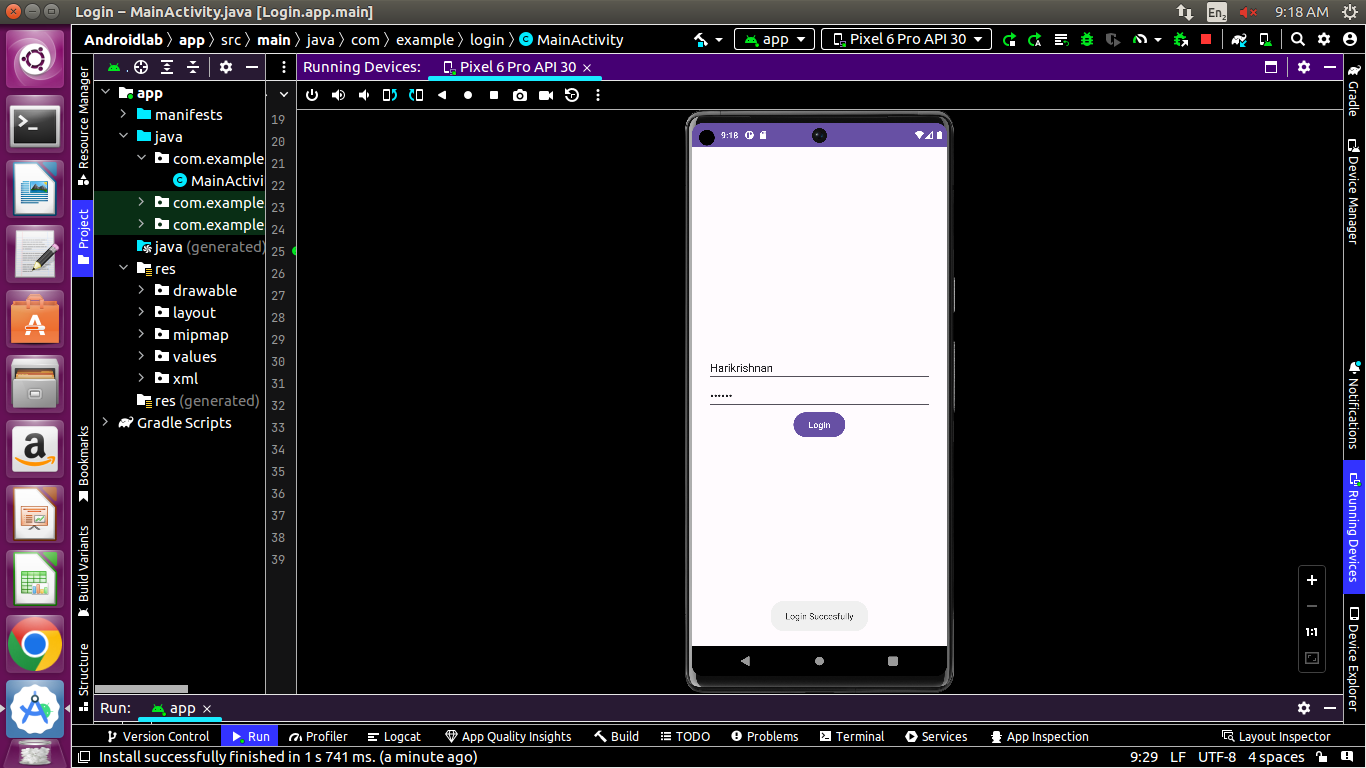 Login – MainActivity.java [Login.app.main]
En2
9:18 AM
Androidlab
app
src
main
java
com
example
login
MainActivity
app
Pixel 6 Pro API 30
Running Devices:
Pixel 6 Pro API 30
Resource Manager
Project
Bookmarks
Build Variants
Structure
app
manifests
java
com.example
MainActivi
com.example
com.example
java (generated)
res
drawable
layout
mipmap
values
xml
res (generated)
Gradle Scripts
19
20
21
22
23
24
25
26
27
28
29
30
31
32
33
34
35
36
37
38
39
9:18
Harikrishnan
••••••
Login
Login Succesfully
1:1
Gradle
Device Manager
Notifications
Running Devices
Device Explorer
Run:
app
Version Control
Run
Profiler
Logcat
App Quality Insights
Build
TODO
Problems
Terminal
Services
App Inspection
Layout Inspector
Install successfully finished in 1 s 741 ms. (a minute ago)
9:29
LF
UTF-8
4 spaces